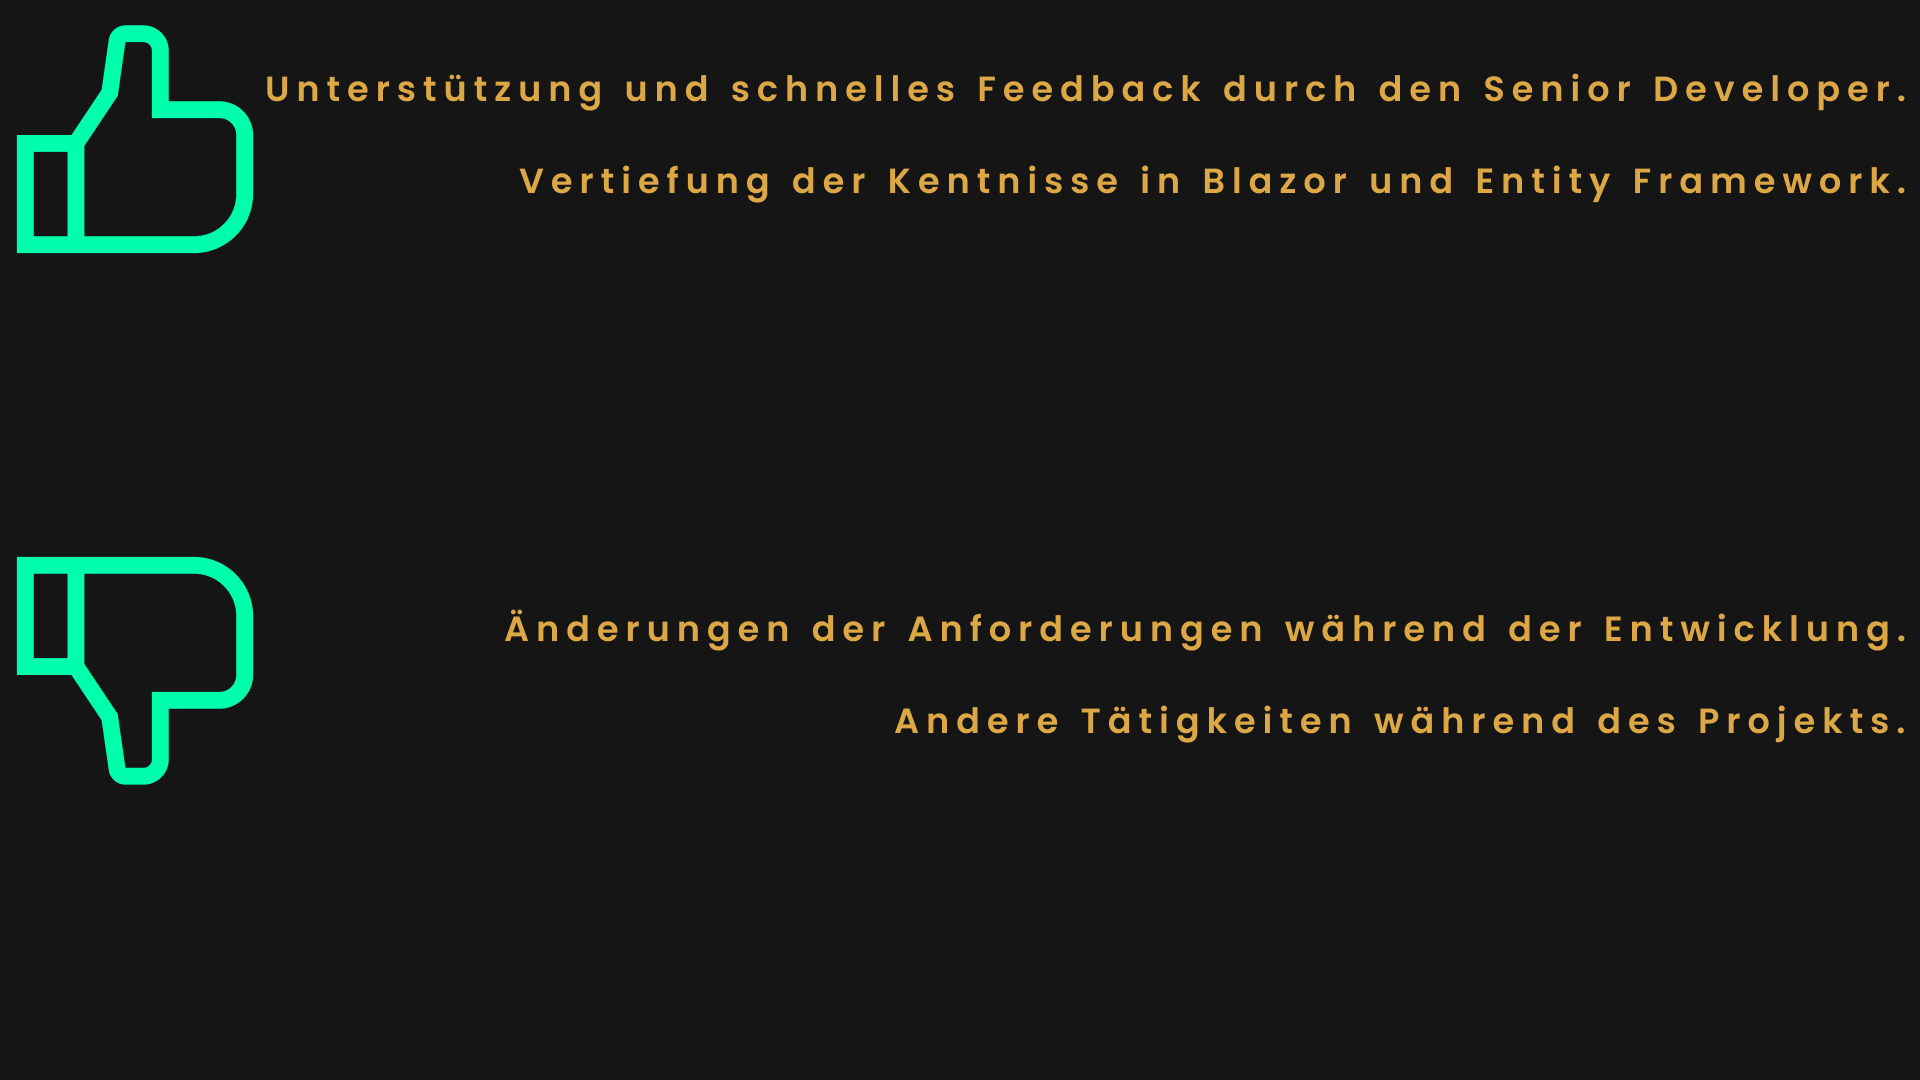 Unterstützung und schnelles Feedback durch den Senior Developer.
Vertiefung der Kentnisse in Blazor und Entity Framework.
Änderungen der Anforderungen während der Entwicklung.
Andere Tätigkeiten während des Projekts.